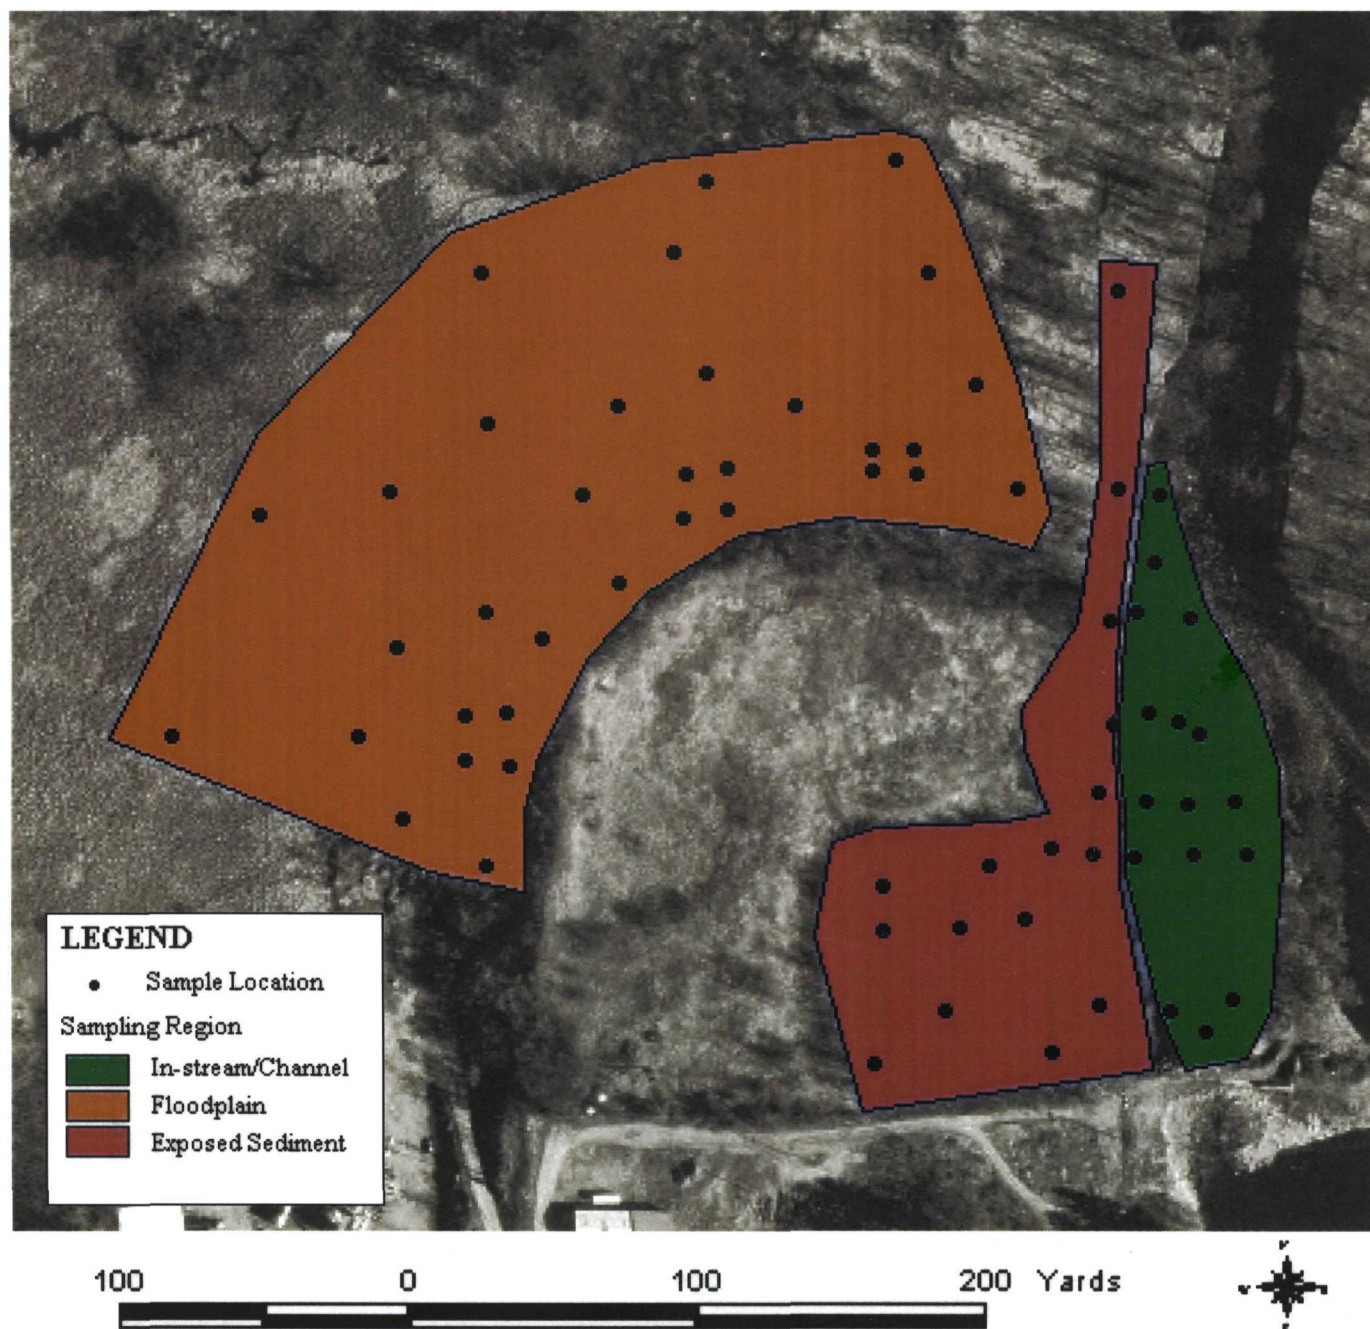 LEGEND
Sample Location
Sampling Region
In-stream/Channel
Floodplain
Exposed Sediment
100 0 100 200 Yards